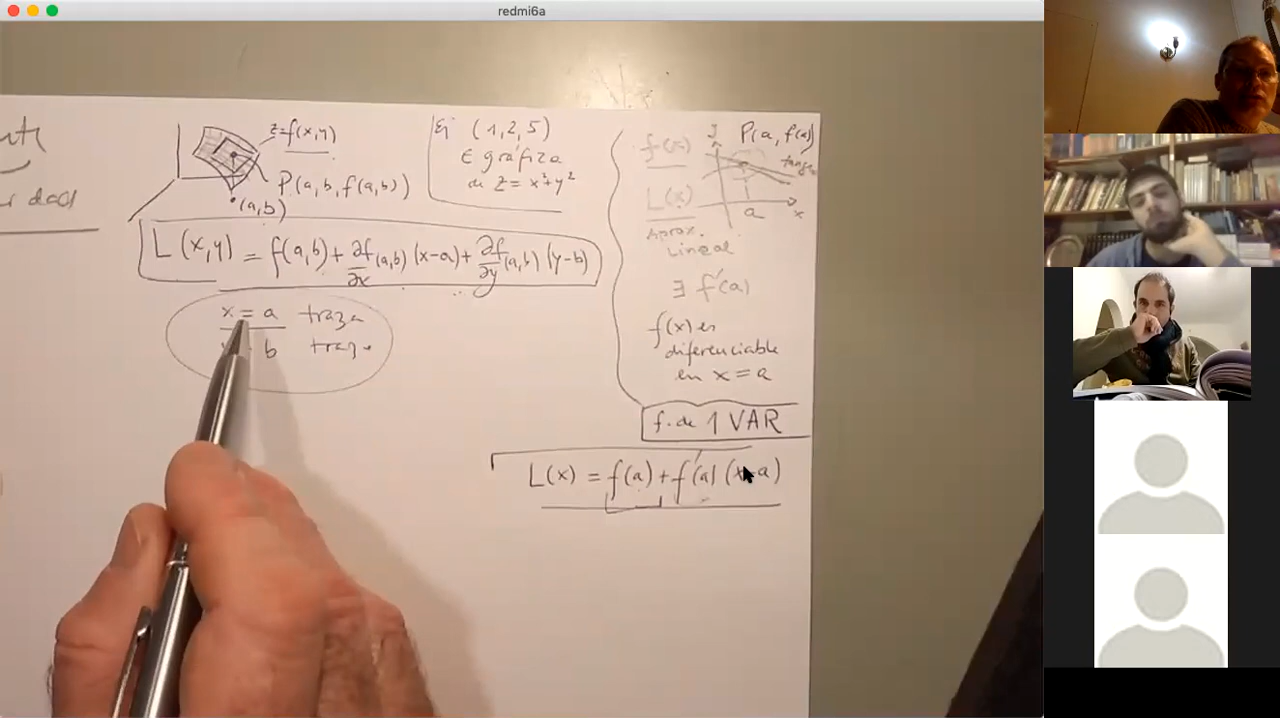 redmi6a
z=f(x,y)
P(a,b,f(a,b))
(a,b)
Ej (1,2,5)
∈ gráfica
de z = x²+y²
L(x,y) = f(a,b) + ∂f/∂x (a,b) (x-a) + ∂f/∂y (a,b) (y-b)
x = a traza
b traza
f(x)
L(x)
aprox.
lineal
P(a, f(a))
a
x
∃ f'(a)
f(x) es
diferenciable
en x = a
f. de 1 VAR
L(x) = f(a) + f'(a) (x-a)